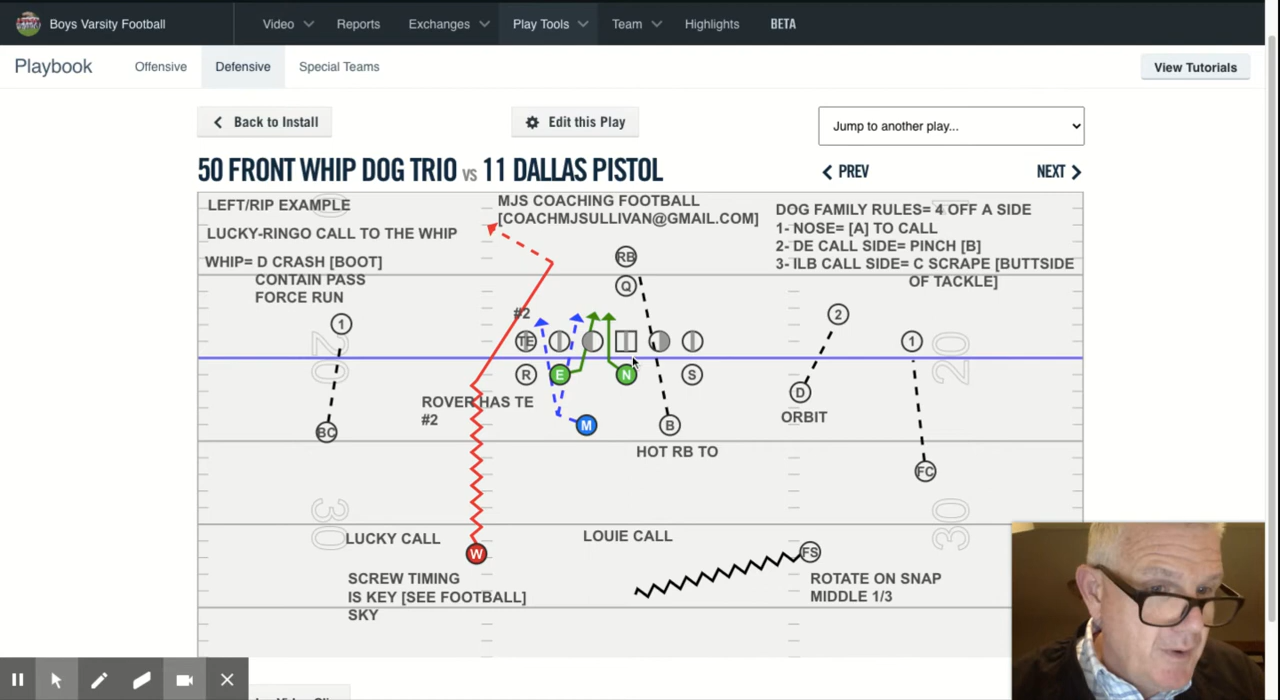 Boys Varsity Football
Video
Reports
Exchanges
Play Tools
Team
Highlights
BETA
Playbook
Offensive
Defensive
Special Teams
View Tutorials
Back to Install
Edit this Play
Jump to another play...
50 FRONT WHIP DOG TRIO VS 11 DALLAS PISTOL
PREV
NEXT
LEFT/RIP EXAMPLE
LUCKY-RINGO CALL TO THE WHIP
WHIP= D CRASH [BOOT]
CONTAIN PASS
FORCE RUN
MJS COACHING FOOTBALL
[COACHMJSULLIVAN@GMAIL.COM]
DOG FAMILY RULES= 4 OFF A SIDE
1- NOSE= [A] TO CALL
2- DE CALL SIDE= PINCH [B]
3- ILB CALL SIDE= C SCRAPE [BUTTSIDE
OF TACKLE]
RB
Q
#2
1
2
1
20
TE
20
R
E
N
S
D
ROVER HAS TE
#2
ORBIT
BC
M
B
HOT RB TO
FC
30
30
LUCKY CALL
W
LOUIE CALL
FS
SCREW TIMING
IS KEY [SEE FOOTBALL]
SKY
ROTATE ON SNAP
MIDDLE 1/3